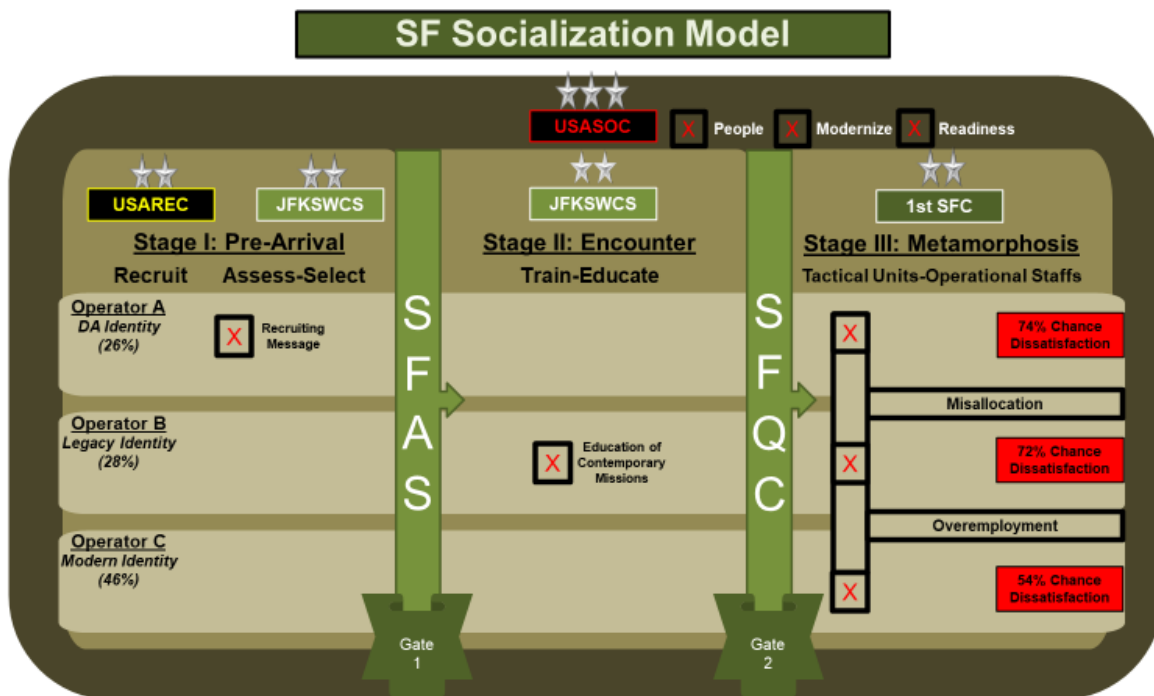 SF Socialization Model
USASOC
X
People
X
Modernize
X
Readiness
USAREC
JFKSWCS
JFKSWCS
1st SFC
Stage I: Pre-Arrival
Stage II: Encounter
Stage III: Metamorphosis
Recruit
Assess-Select
Train-Educate
Tactical Units-Operational Staffs
Operator A
DA Identity
(26%)
X
Recruiting
Message
SFAS
SFQC
X
74% Chance
Dissatisfaction
Misallocation
Operator B
Legacy Identity
(28%)
X
Education of
Contemporary
Missions
X
72% Chance
Dissatisfaction
Overemployment
Operator C
Modern Identity
(46%)
X
54% Chance
Dissatisfaction
Gate
1
Gate
2